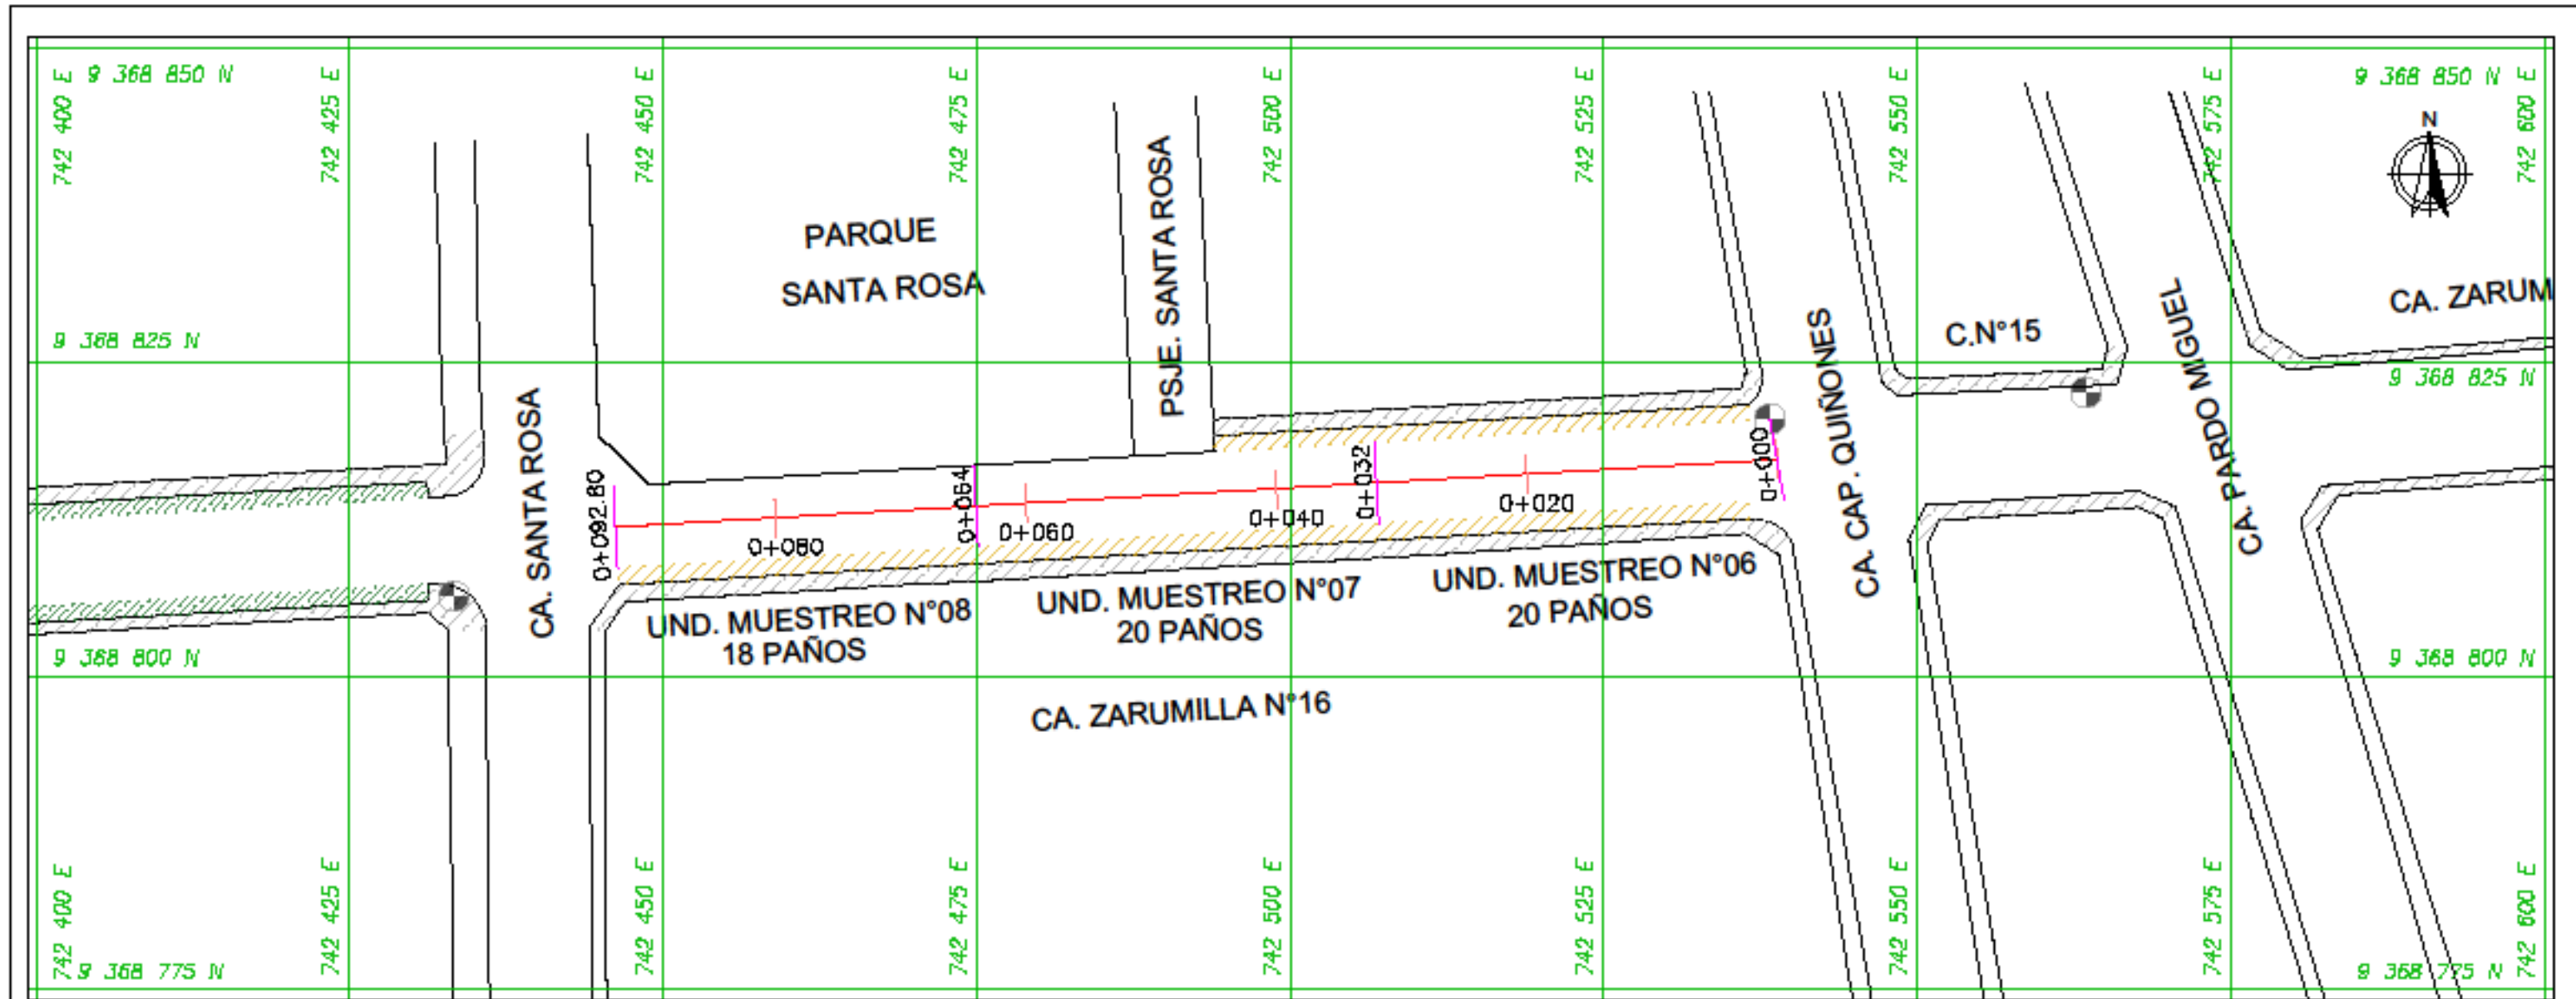 9 368 850 N
9 368 850 N
742 400 E
742 425 E
742 450 E
742 475 E
742 500 E
742 525 E
742 550 E
742 575 E
742 600 E
N
PARQUE
SANTA ROSA
PSJE. SANTA ROSA
CA. ZARUM
9 368 825 N
C.N°15
9 368 825 N
CA. SANTA ROSA
CA. CAP. QUIÑONES
CA. PARDO MIGUEL
0+092.80
0+080
0+064
0+060
0+040
0+032
0+020
0+000
UND. MUESTREO N°08
18 PAÑOS
UND. MUESTREO N°07
20 PAÑOS
UND. MUESTREO N°06
20 PAÑOS
9 368 800 N
9 368 800 N
CA. ZARUMILLA N°16
742 400 E
742 425 E
742 450 E
742 475 E
742 500 E
742 525 E
742 550 E
742 575 E
742 600 E
9 368 775 N
9 368 775 N